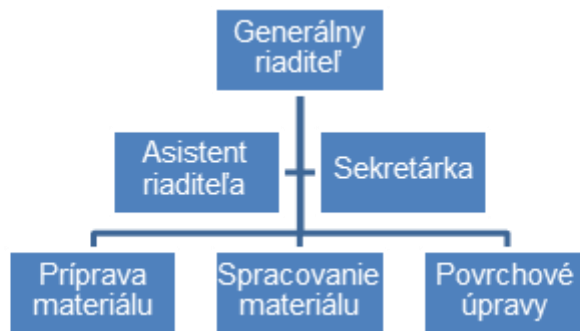 Generálny
riaditeľ
Asistent
riaditeľa
Sekretárka
Príprava
materiálu
Spracovanie
materiálu
Povrchové
úpravy